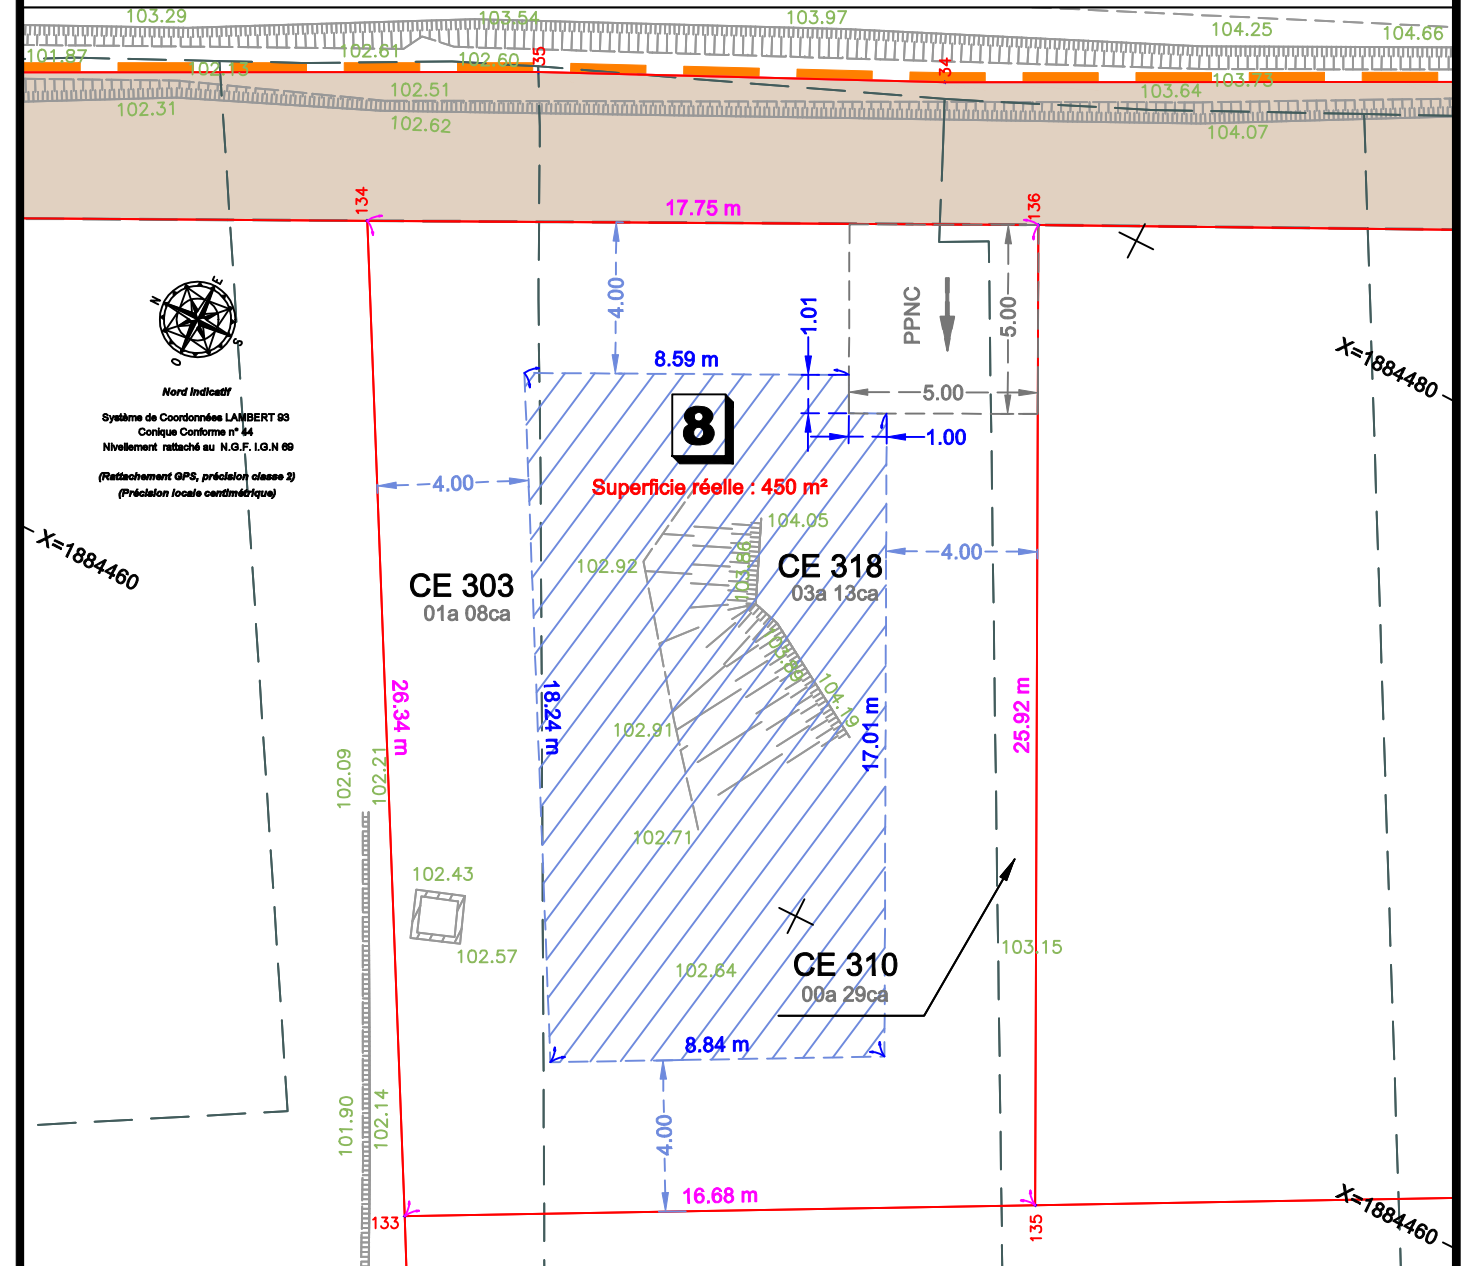 103.29
103.54
103.97
104.25
104.66
101.87
102.61
102.60
35
102.13
34
103.73
103.64
102.51
102.31
102.62
104.07
134
17.75 m
136
4.00
1.01
PPNC
5.00
N
E
S
O
8.59 m
X=1884480
5.00
Nord indicatif
8
Système de Coordonnées LAMBERT 93
Conique Conforme n° 44
Nivellement rattaché au N.G.F. I.G.N 69
1.00
(Rattachement GPS, précision classe 2)
(Précision locale centimétrique)
4.00
Superficie réelle : 450 m²
104.05
X=1884460
102.92
103.86
CE 318
03a 13ca
4.00
CE 303
01a 08ca
103.89
104.19
26.34 m
18.24 m
102.91
17.01 m
25.92 m
102.09
102.21
102.71
102.43
102.57
102.64
CE 310
00a 29ca
103.15
8.84 m
101.90
102.14
4.00
16.68 m
133
135
X=1884460